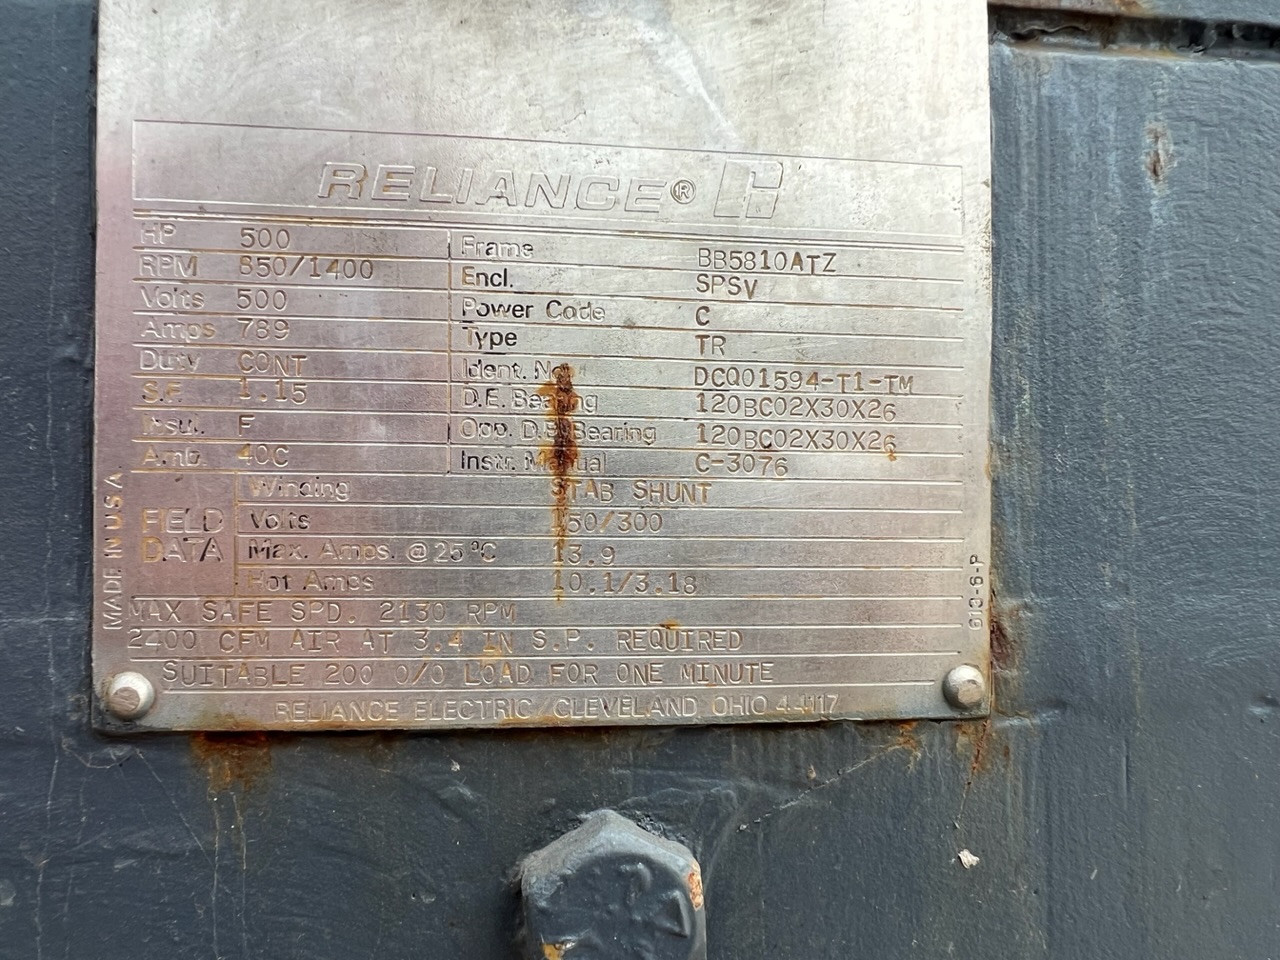 RELIANCE®
HP 500 Frame BB5810ATZ
RPM 850/1400 Encl. SPSV
Volts 500 Power Code C
Amps 789 Type TR
Duty CONT Ident. No. DCQ01594-T1-TM
S.F. 1.15 D.E. Bearing 120BC02X30X26
Insul. F Opp. D.E. Bearing 120BC02X30X26
Amb. 40C Instr. Manual C-3076
FIELD DATA
Winding STAB SHUNT
Volts 150/300
Max. Amps. @ 25°C 13.9
Hot Amps 10.1/3.18
MAX SAFE SPD. 2130 RPM
2400 CFM AIR AT 3.4 IN S.P. REQUIRED
SUITABLE 200 0/0 LOAD FOR ONE MINUTE
RELIANCE ELECTRIC/CLEVELAND OHIO 44117
MADE IN U.S.A.
613-6-P